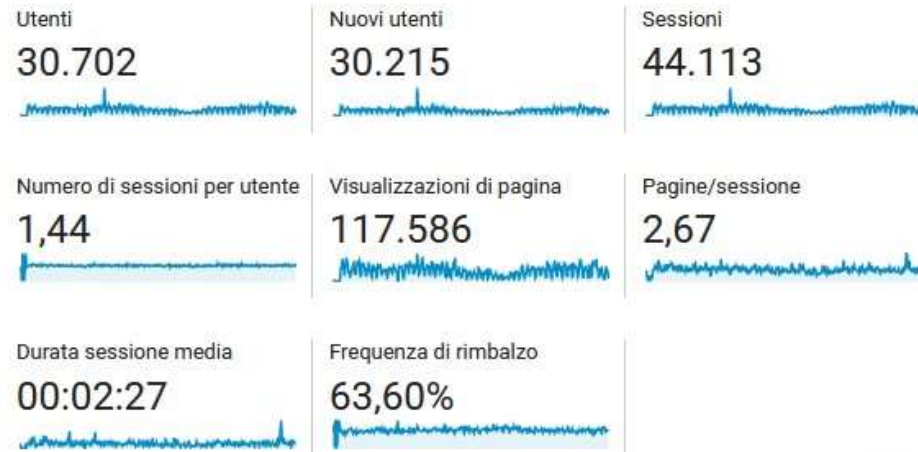 Utenti
30.702
Nuovi utenti
30.215
Sessioni
44.113
Numero di sessioni per utente
1,44
Visualizzazioni di pagina
117.586
Pagine/sessione
2,67
Durata sessione media
00:02:27
Frequenza di rimbalzo
63,60%